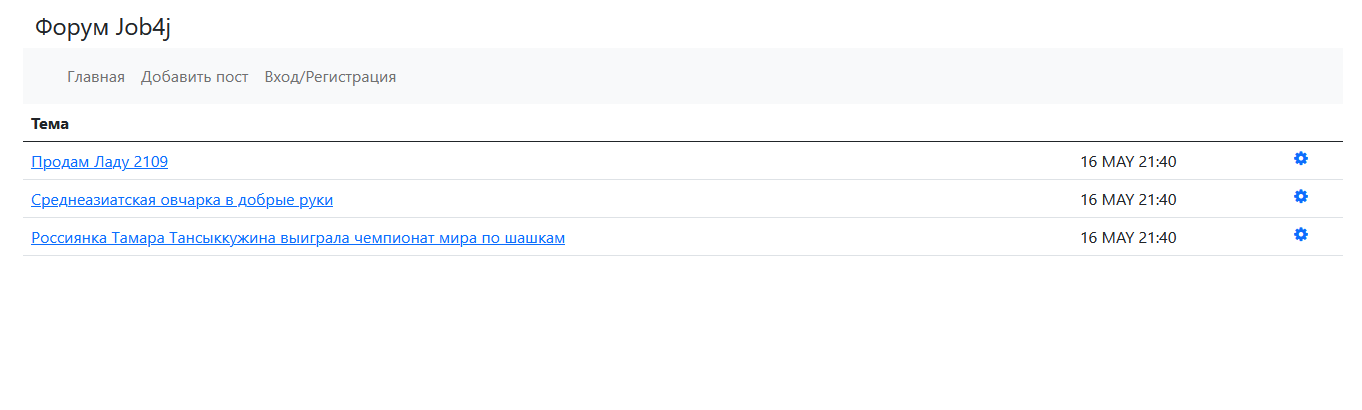 Форум Job4j
Главная Добавить пост Вход/Регистрация
Тема
Продам Ладу 2109 16 MAY 21:40
Среднеазиатская овчарка в добрые руки 16 MAY 21:40
Россиянка Тамара Тансыккужина выиграла чемпионат мира по шашкам 16 MAY 21:40